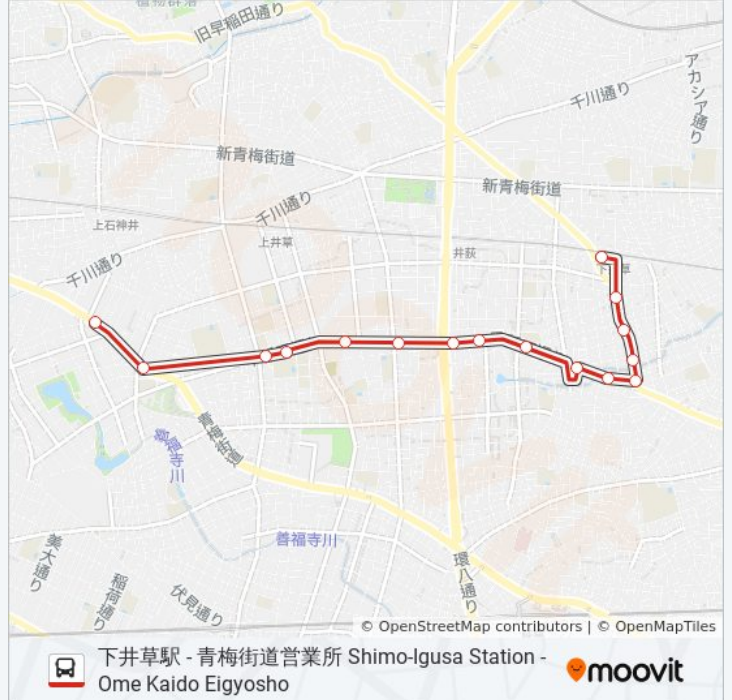 旧早稲田通り
アカシア通り
千川通り
新青梅街道
新青梅街道
千川通り
上石神井
上井草
井荻
千川通り
青梅街道
善福寺川
善福寺川
美大通り
稲荷通り
伏見通り
環八通り
© OpenStreetMap contributors | © OpenMapTiles
下井草駅 - 青梅街道営業所 Shimo-Igusa Station -
Ome Kaido Eigyosho
moovit